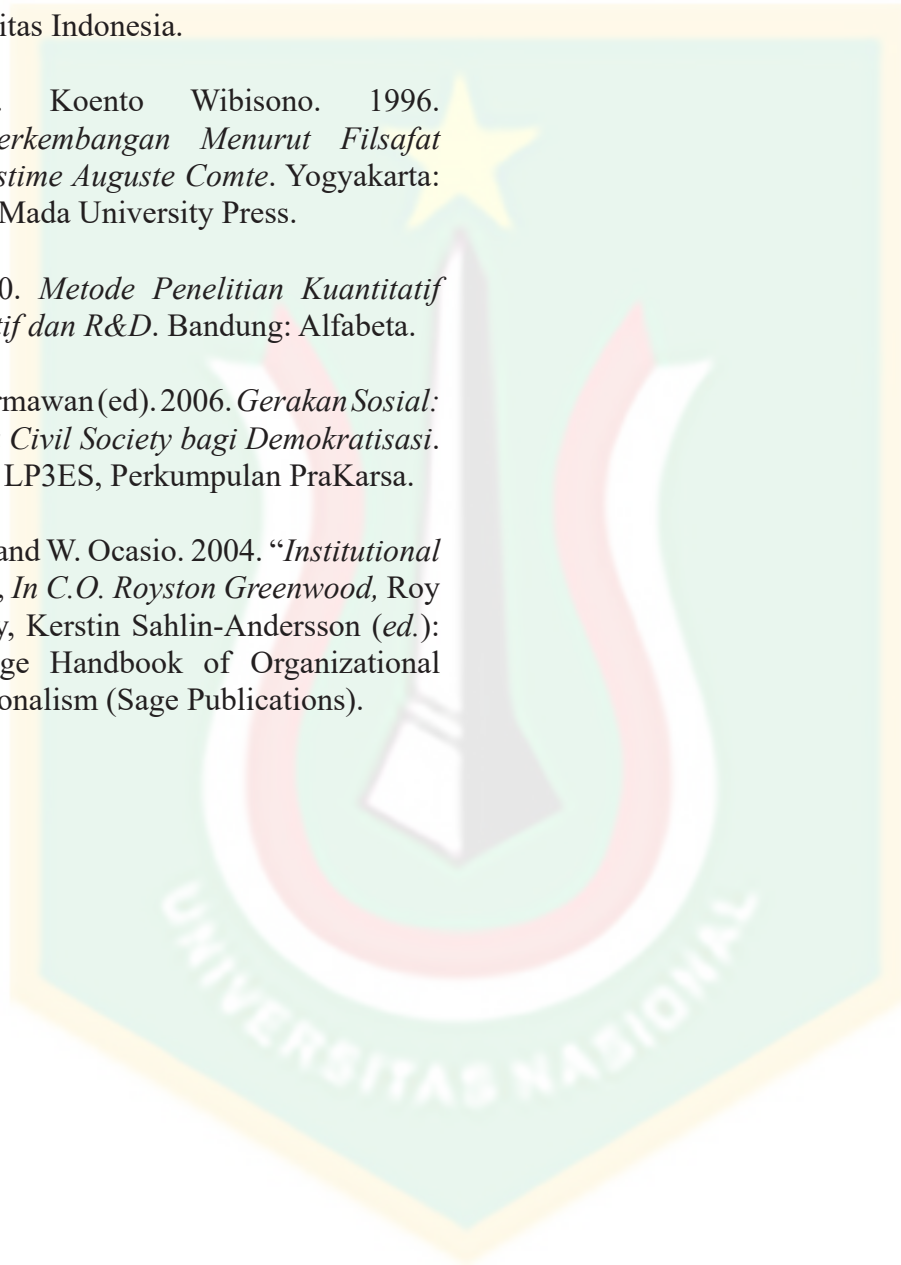 itas Indonesia.
. Koento Wibisono. 1996.
erkembangan Menurut Filsafat
stime Auguste Comte. Yogyakarta:
Mada University Press.
0. Metode Penelitian Kuantitatif
tif dan R&D. Bandung: Alfabeta.
rmawan (ed). 2006. Gerakan Sosial:
Civil Society bagi Demokratisasi.
LP3ES, Perkumpulan PraKarsa.
and W. Ocasio. 2004. “Institutional
, In C.O. Royston Greenwood, Roy
y, Kerstin Sahlin-Andersson (ed.):
ge Handbook of Organizational
onalism (Sage Publications).
UNIVERSITAS NASIONAL